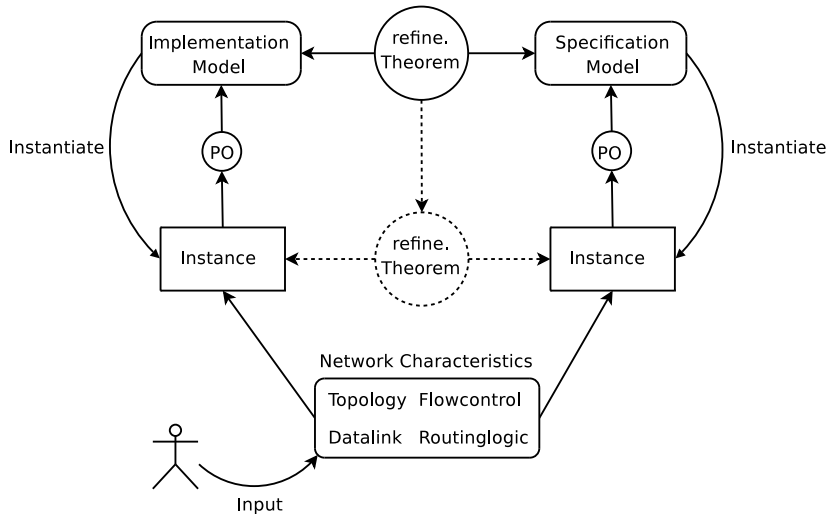 Implementation
Model
refine.
Theorem
Specification
Model
Instantiate
PO
PO
Instantiate
Instance
refine.
Theorem
Instance
Network Characteristics
Topology Flowcontrol
Datalink Routinglogic
Input